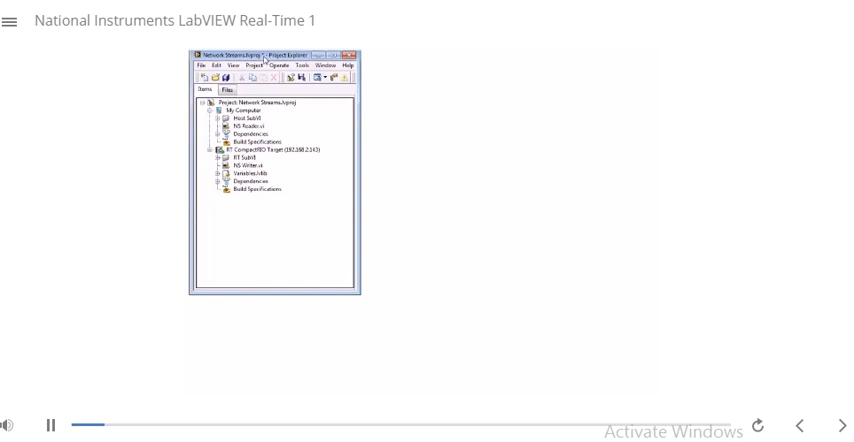 National Instruments LabVIEW Real-Time 1
Network Streams.lvproj * - Project Explorer
File Edit View Project Operate Tools Window Help
Items Files
Project: Network Streams.lvproj
My Computer
Host SubVI
NS Reader.vi
Dependencies
Build Specifications
RT CompactRIO Target (192.168.2.143)
RT SubVI
NS Writer.vi
Variables.lvlib
Dependencies
Build Specifications
Activate Windows